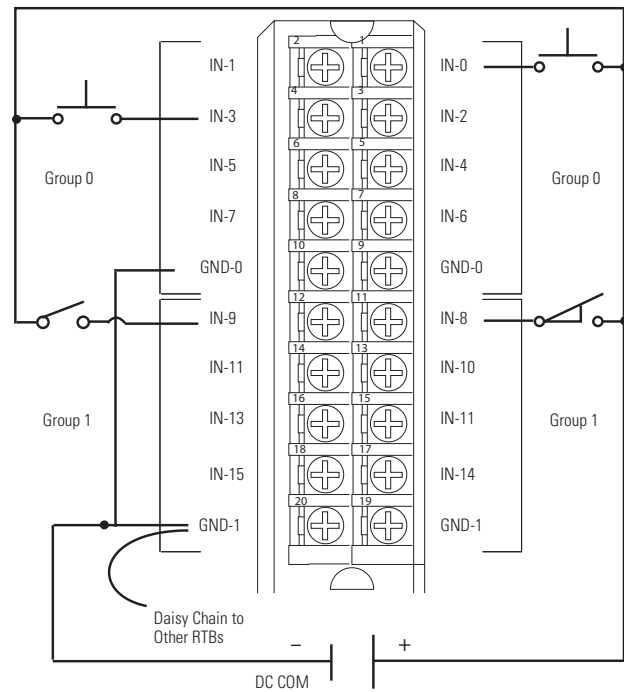 2 1
IN-1 IN-0
4 3
IN-3 IN-2
6 5
IN-5 IN-4
Group 0 Group 0
8 7
IN-7 IN-6
10 9
GND-0 GND-0
12 11
IN-9 IN-8
14 13
IN-11 IN-10
16 15
Group 1 IN-13 IN-11 Group 1
18 17
IN-15 IN-14
20 19
GND-1 GND-1
Daisy Chain to
Other RTBs
– +
DC COM